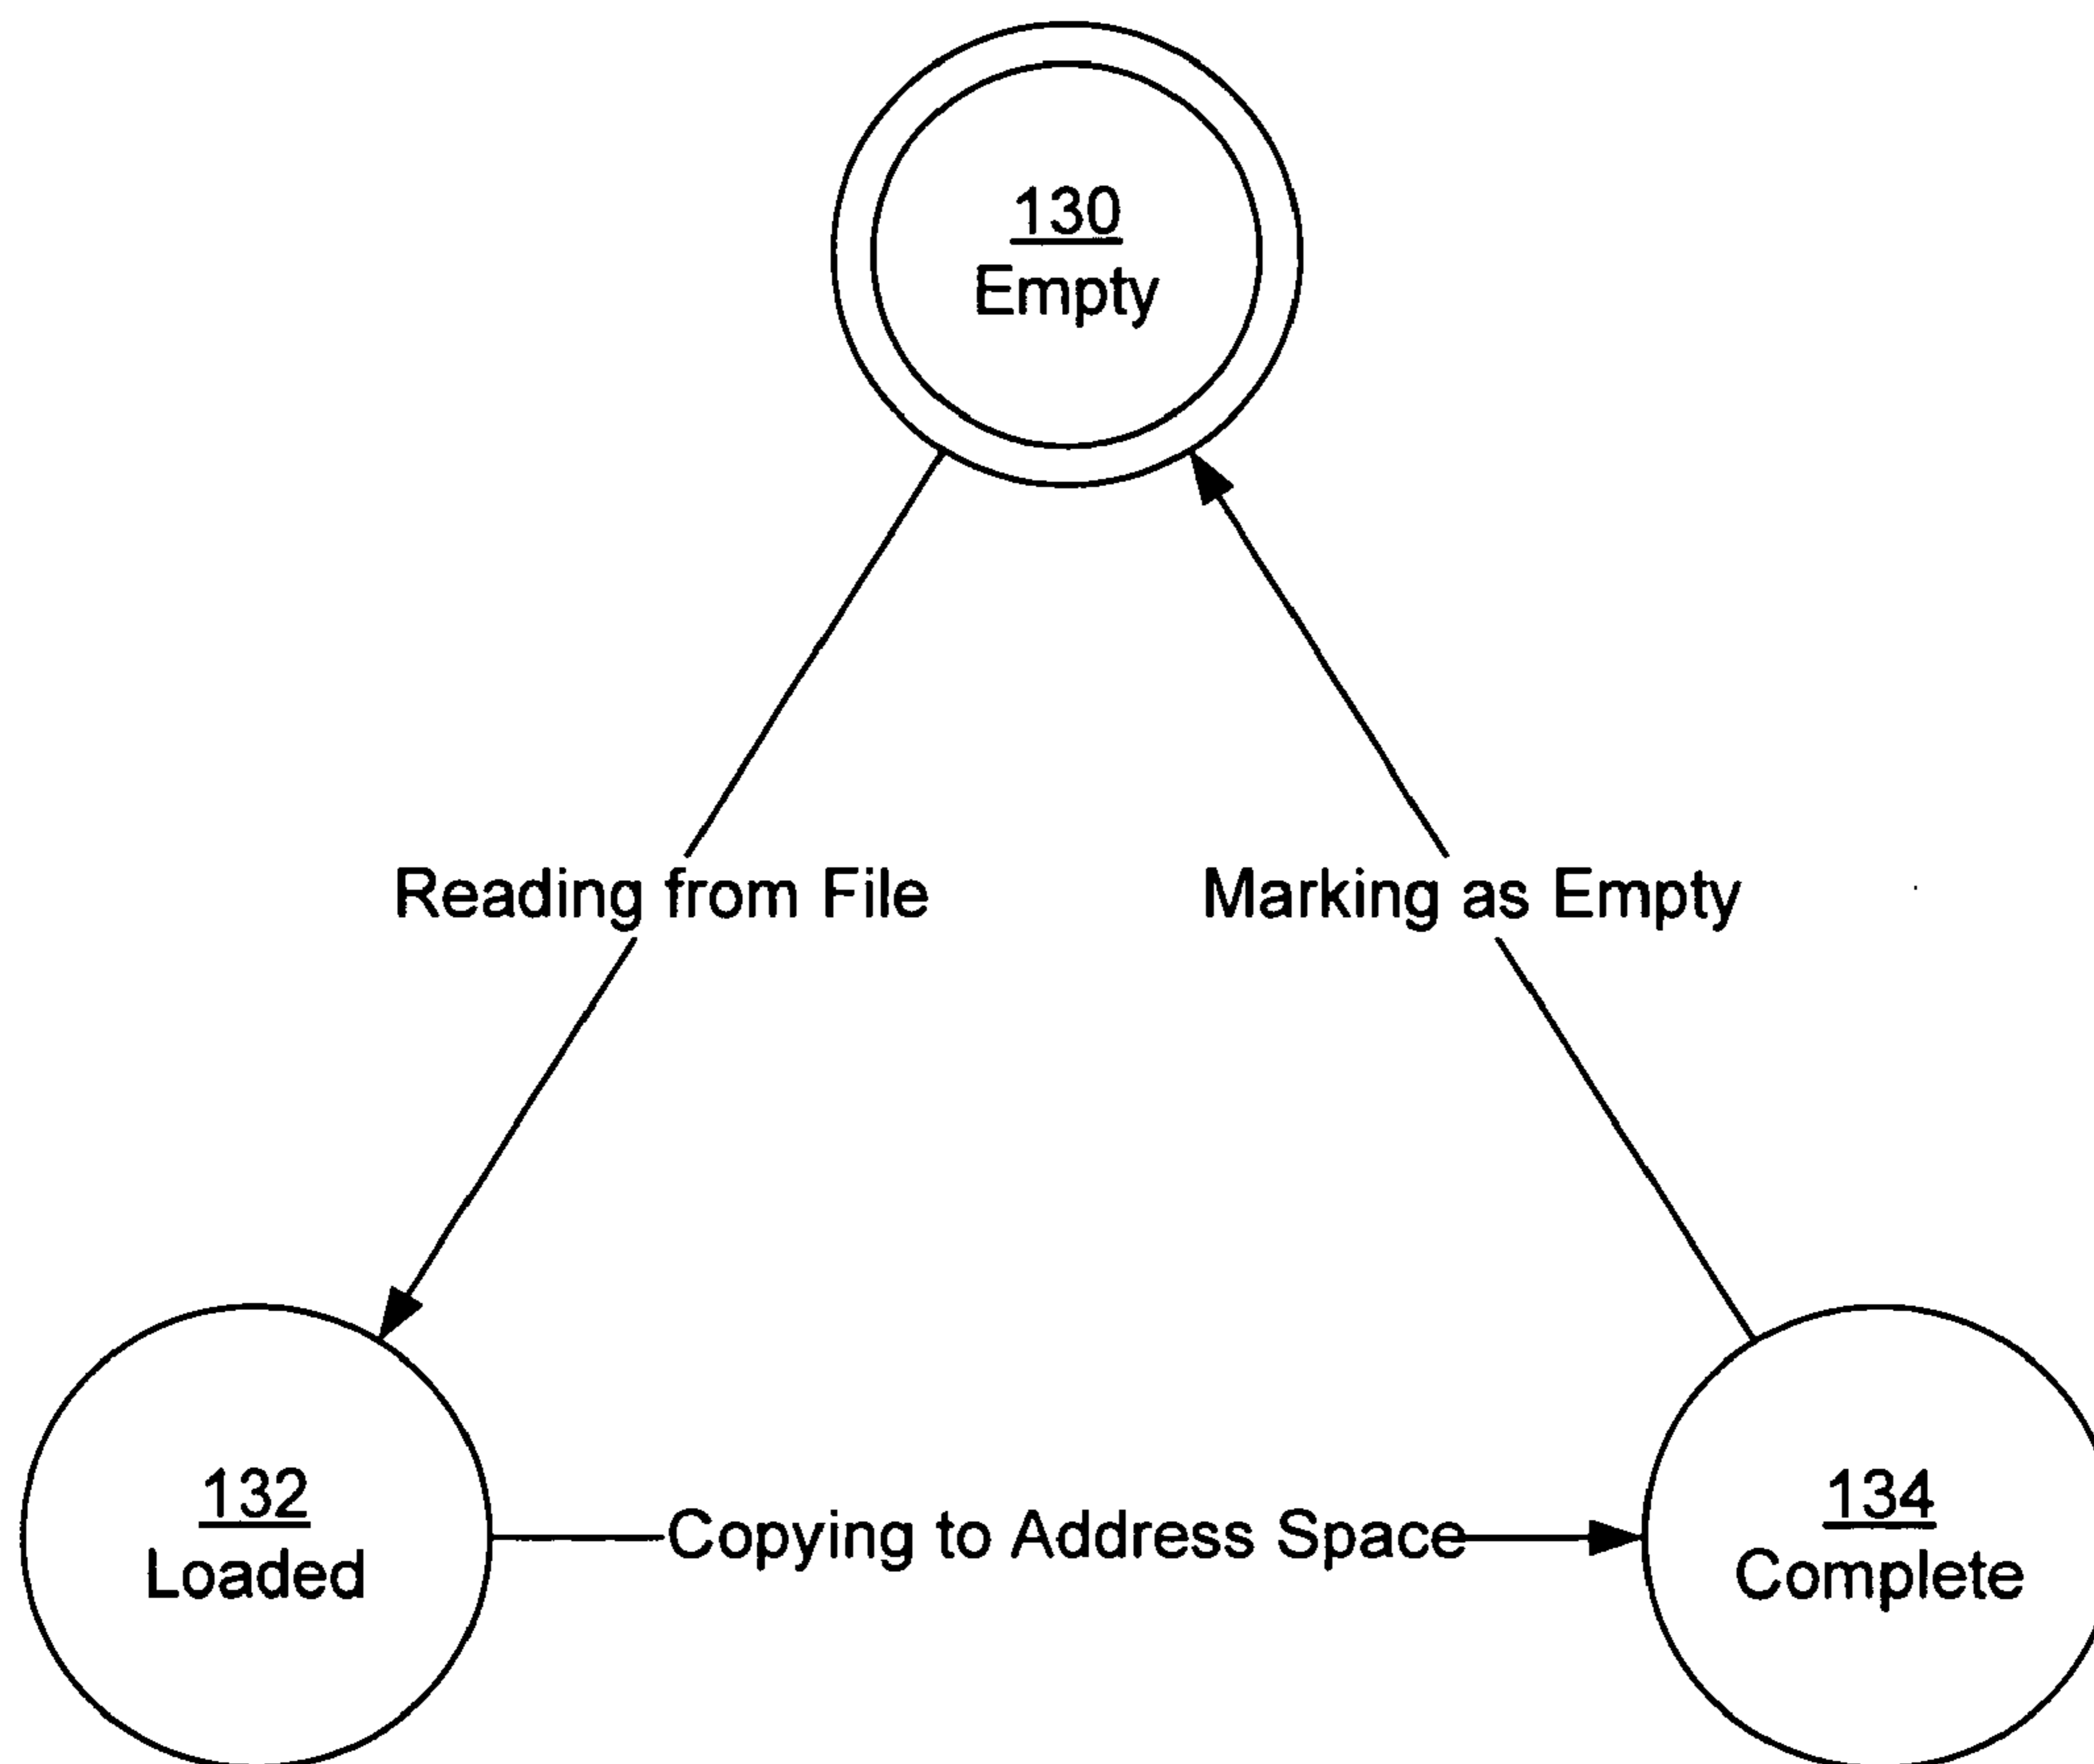 130
Empty
Reading from File
Marking as Empty
132
Loaded
Copying to Address Space
134
Complete